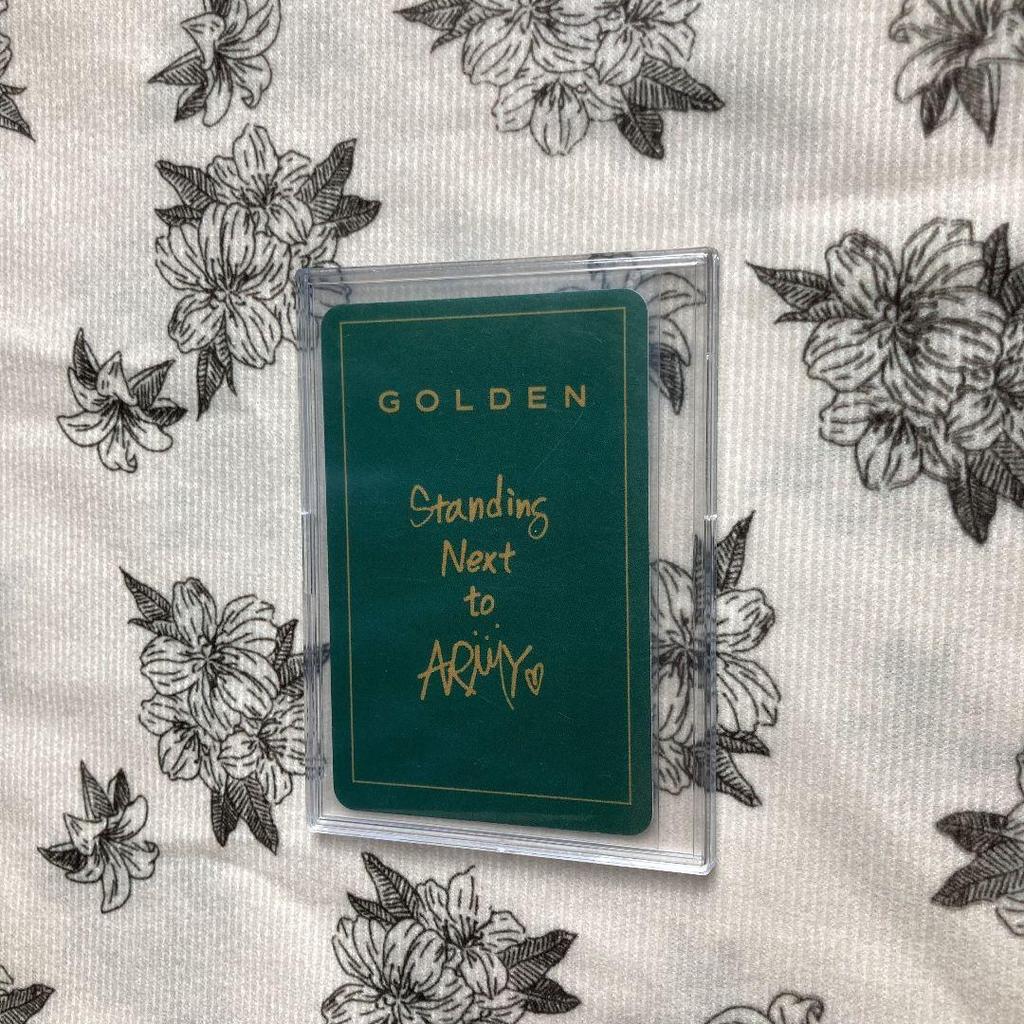 GOLDEN
Standing
Next
to
ARMY♡